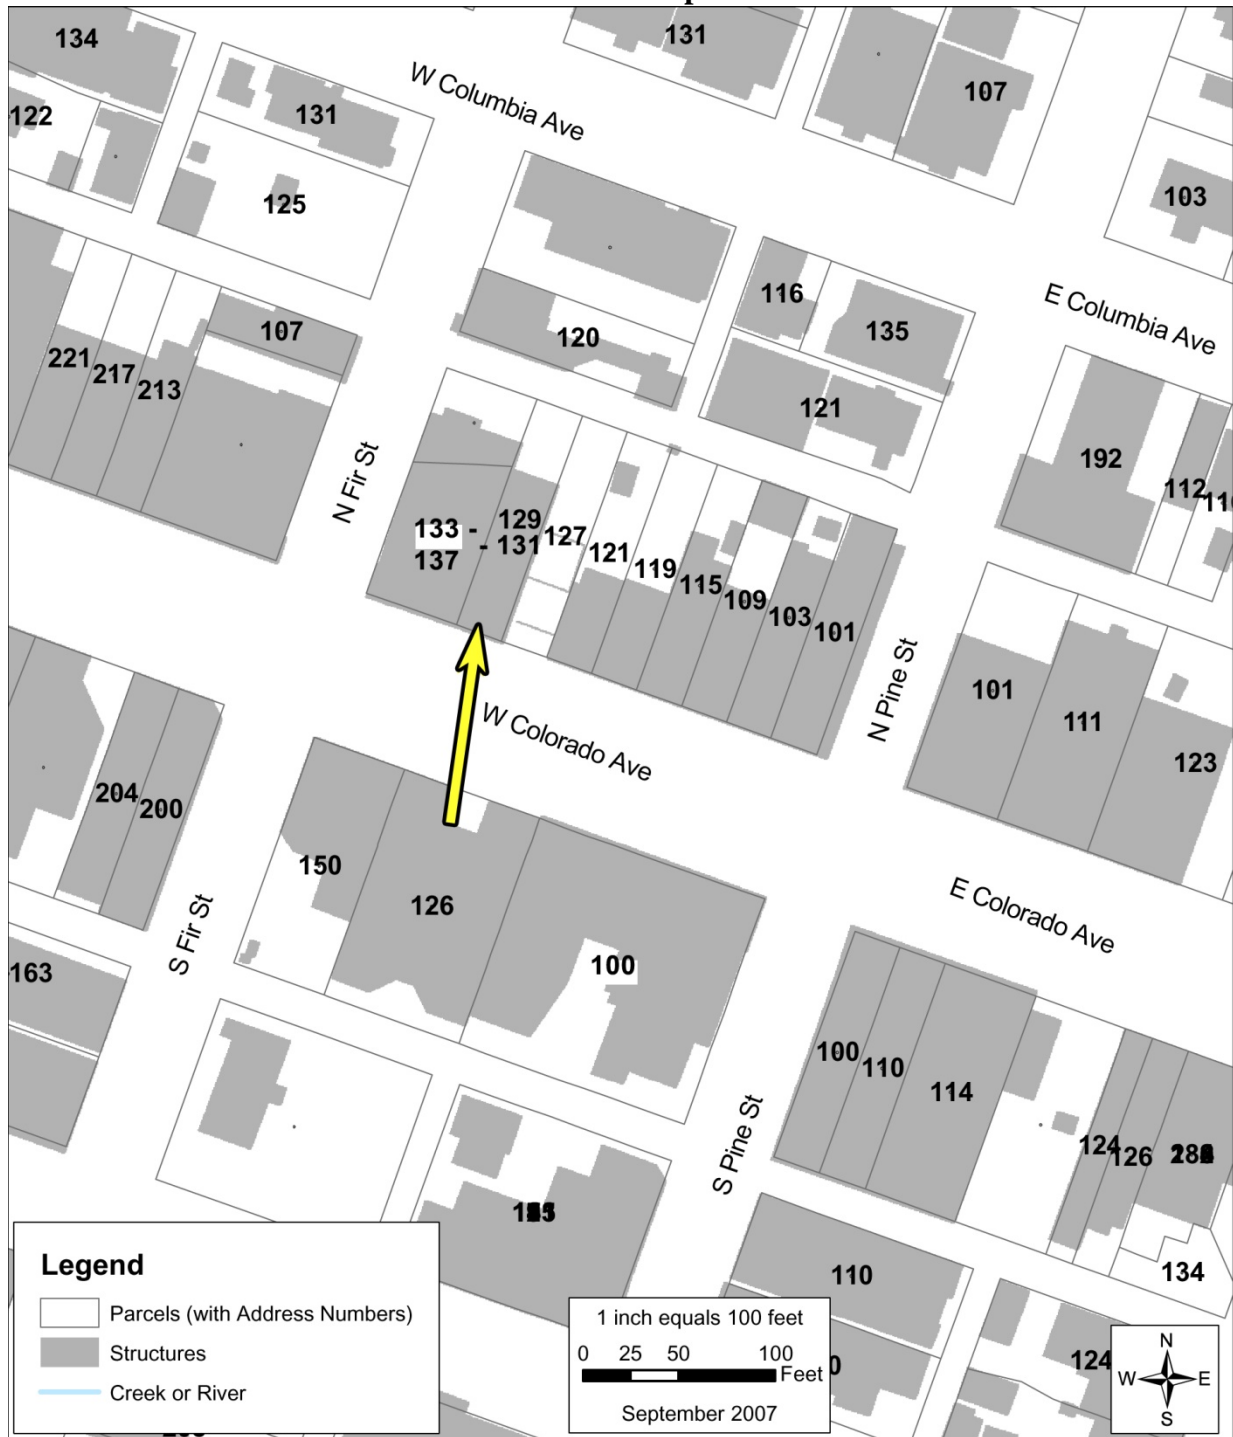 134
131
W Columbia Ave
131
107
122
125
103
116
135
E Columbia Ave
107
120
221
217
213
121
192
112
N Fir St
133 -
137
129
- 131
127
121
119
115
109
103
101
N Pine St
101
111
123
W Colorado Ave
204
200
150
126
100
E Colorado Ave
S Fir St
163
100
110
114
S Pine St
124
126
134
110
124
Legend
Parcels (with Address Numbers)
Structures
Creek or River
1 inch equals 100 feet
0 25 50 100
Feet
September 2007
N
W E
S